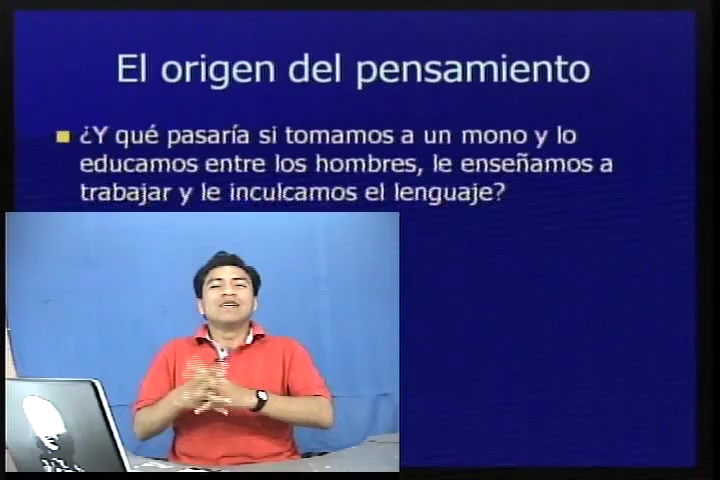 El origen del pensamiento
¿Y qué pasaría si tomamos a un mono y lo
educamos entre los hombres, le enseñamos a
trabajar y le inculcamos el lenguaje?